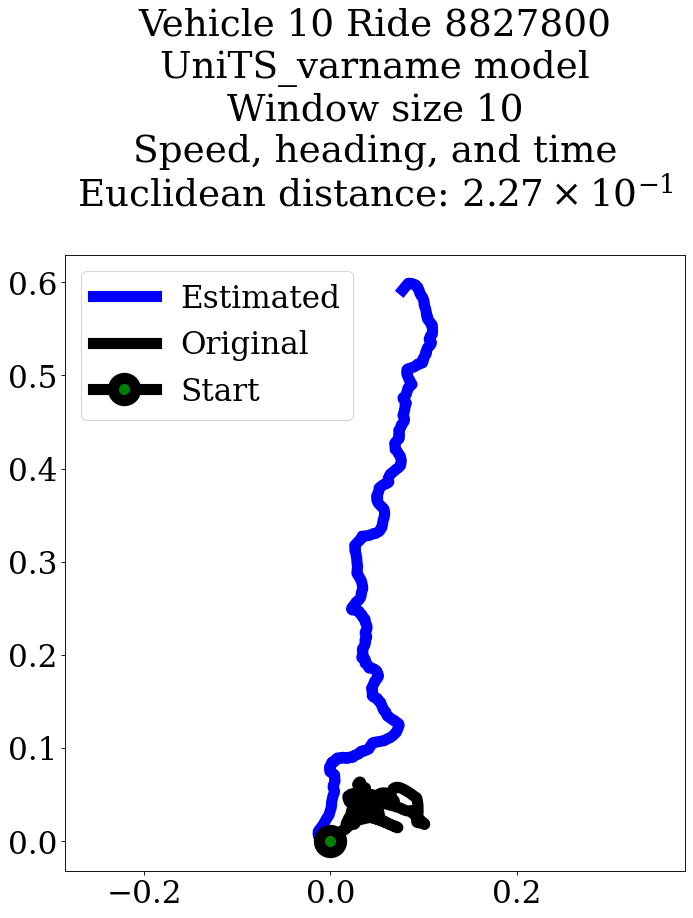 Vehicle 10 Ride 8827800
UniTS_varname model
Window size 10
Speed, heading, and time
Euclidean distance: 2.27 × 10⁻¹
Estimated
Original
Start
0.6
0.5
0.4
0.3
0.2
0.1
0.0
−0.2 0.0 0.2